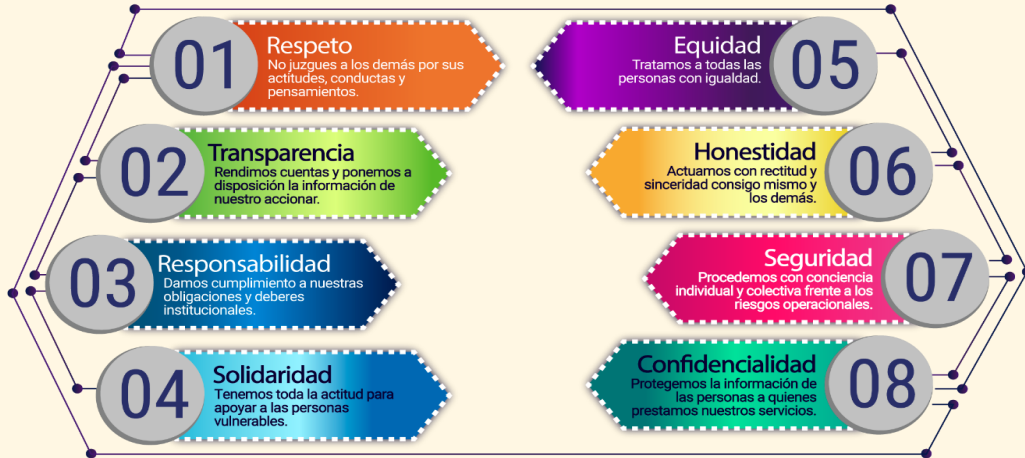 01
Respeto
No juzgues a los demás por sus
actitudes, conductas y
pensamientos.
02
Transparencia
Rendimos cuentas y ponemos a
disposición la información de
nuestro accionar.
03
Responsabilidad
Damos cumplimiento a nuestras
obligaciones y deberes
institucionales.
04
Solidaridad
Tenemos toda la actitud para
apoyar a las personas
vulnerables.
05
Equidad
Tratamos a todas las
personas con igualdad.
06
Honestidad
Actuamos con rectitud y
sinceridad consigo mismo y
los demás.
07
Seguridad
Procedemos con conciencia
individual y colectiva frente a los
riesgos operacionales.
08
Confidencialidad
Protegemos la información de
las personas a quienes
prestamos nuestros servicios.